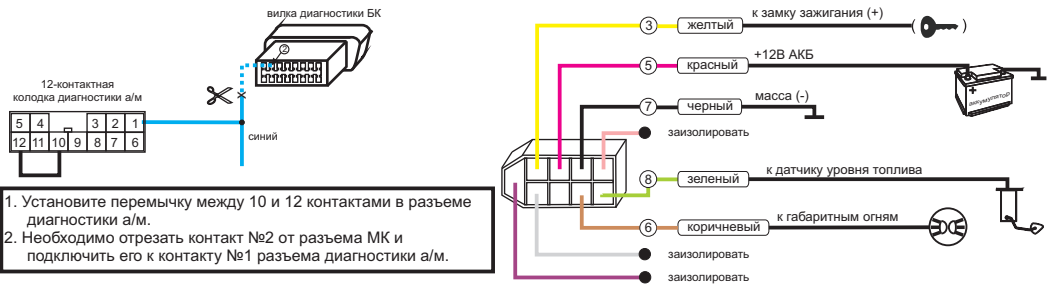 вилка диагностики БК
2
12-контактная
колодка диагностики а/м
5 4 3 2 1
12 11 10 9 8 7 6
синий
1. Установите перемычку между 10 и 12 контактами в разъеме
диагностики а/м.
2. Необходимо отрезать контакт №2 от разъема МК и
подключить его к контакту №1 разъема диагностики а/м.
3 желтый к замку зажигания (+)
5 красный +12В АКБ
аккумулятоР
7 черный масса (-)
заизолировать
8 зеленый к датчику уровня топлива
6 коричневый к габаритным огням
заизолировать
заизолировать